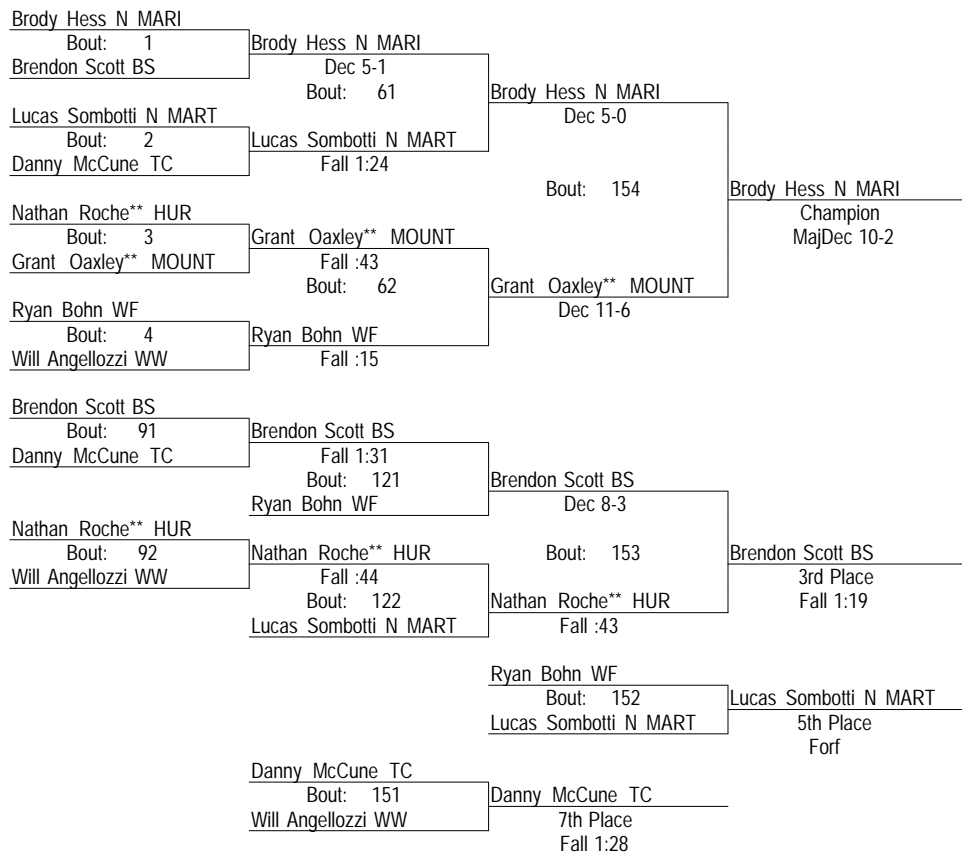 Brody Hess N MARI
Bout: 1
Brendon Scott BS
Brody Hess N MARI
Dec 5-1
Bout: 61
Lucas Sombotti N MART
Bout: 2
Danny McCune TC
Lucas Sombotti N MART
Fall 1:24
Brody Hess N MARI
Dec 5-0
Bout: 154
Nathan Roche** HUR
Bout: 3
Grant Oaxley** MOUNT
Grant Oaxley** MOUNT
Fall :43
Bout: 62
Ryan Bohn WF
Bout: 4
Will Angellozzi WW
Ryan Bohn WF
Fall :15
Grant Oaxley** MOUNT
Dec 11-6
Brody Hess N MARI
Champion
MajDec 10-2
Brendon Scott BS
Bout: 91
Danny McCune TC
Brendon Scott BS
Fall 1:31
Bout: 121
Ryan Bohn WF
Brendon Scott BS
Dec 8-3
Bout: 153
Nathan Roche** HUR
Bout: 92
Will Angellozzi WW
Nathan Roche** HUR
Fall :44
Bout: 122
Lucas Sombotti N MART
Nathan Roche** HUR
Fall :43
Brendon Scott BS
3rd Place
Fall 1:19
Ryan Bohn WF
Bout: 152
Lucas Sombotti N MART
Lucas Sombotti N MART
5th Place
Forf
Danny McCune TC
Bout: 151
Will Angellozzi WW
Danny McCune TC
7th Place
Fall 1:28